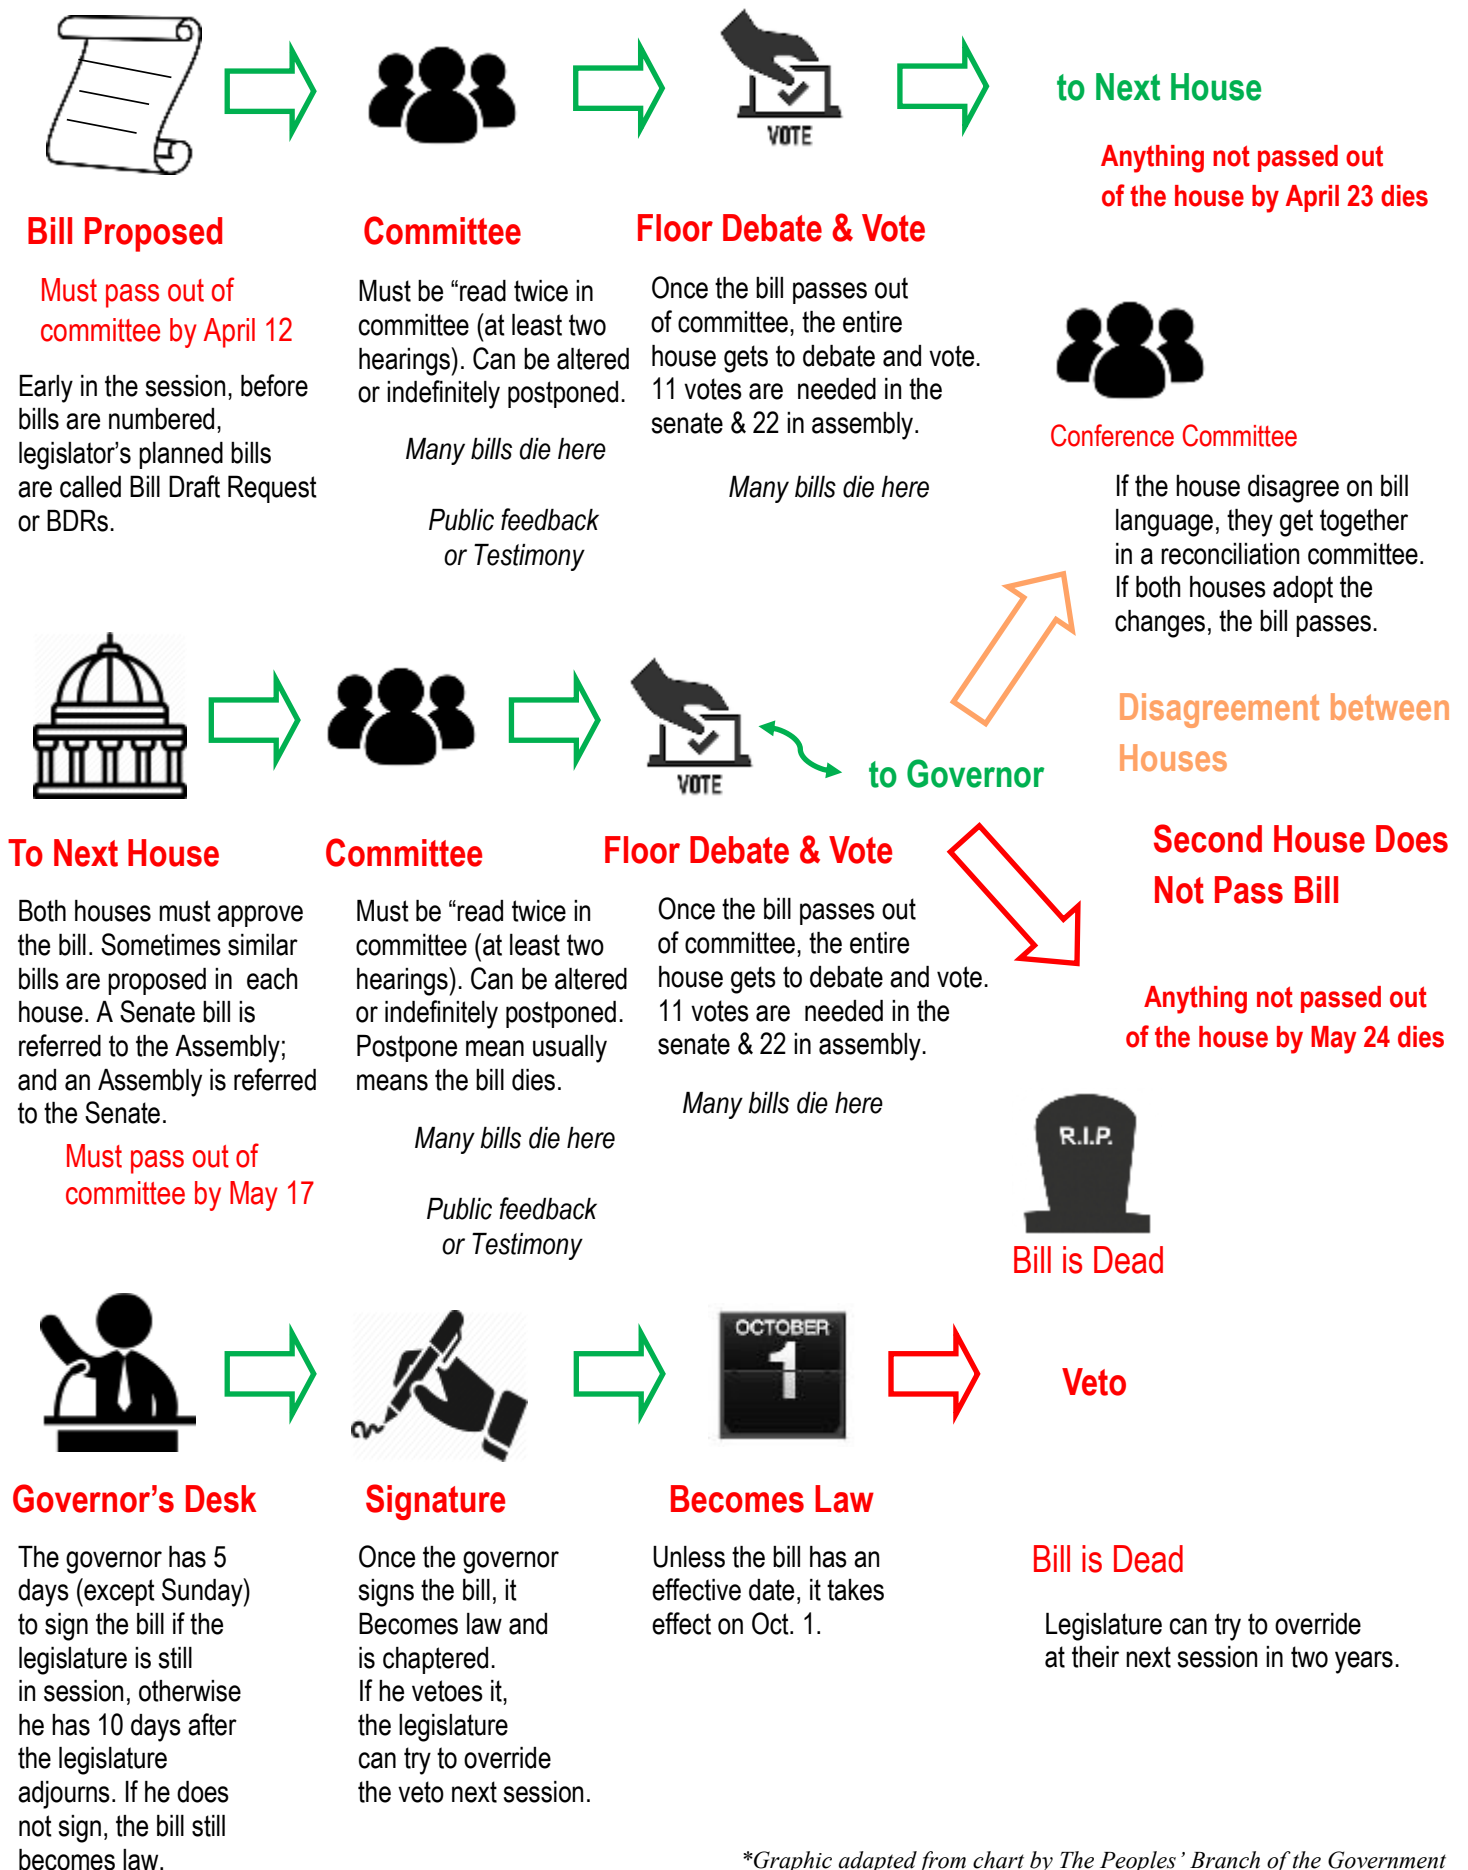 VOTE
to Next House
Anything not passed out
of the house by April 23 dies
Bill Proposed
Must pass out of
committee by April 12
Early in the session, before
bills are numbered,
legislator’s planned bills
are called Bill Draft Request
or BDRs.
Committee
Must be “read twice in
committee (at least two
hearings). Can be altered
or indefinitely postponed.
Many bills die here
Public feedback
or Testimony
Floor Debate & Vote
Once the bill passes out
of committee, the entire
house gets to debate and vote.
11 votes are needed in the
senate & 22 in assembly.
Many bills die here
Conference Committee
If the house disagree on bill
language, they get together
in a reconciliation committee.
If both houses adopt the
changes, the bill passes.
VOTE
to Governor
Disagreement between
Houses
To Next House
Both houses must approve
the bill. Sometimes similar
bills are proposed in each
house. A Senate bill is
referred to the Assembly;
and an Assembly is referred
to the Senate.
Must pass out of
committee by May 17
Committee
Must be “read twice in
committee (at least two
hearings). Can be altered
or indefinitely postponed.
Postpone mean usually
means the bill dies.
Many bills die here
Public feedback
or Testimony
Floor Debate & Vote
Once the bill passes out
of committee, the entire
house gets to debate and vote.
11 votes are needed in the
senate & 22 in assembly.
Many bills die here
Second House Does
Not Pass Bill
Anything not passed out
of the house by May 24 dies
R.I.P.
Bill is Dead
OCTOBER
1
Veto
Governor’s Desk
The governor has 5
days (except Sunday)
to sign the bill if the
legislature is still
in session, otherwise
he has 10 days after
the legislature
adjourns. If he does
not sign, the bill still
becomes law.
Signature
Once the governor
signs the bill, it
Becomes law and
is chaptered.
If he vetoes it,
the legislature
can try to override
the veto next session.
Becomes Law
Unless the bill has an
effective date, it takes
effect on Oct. 1.
Bill is Dead
Legislature can try to override
at their next session in two years.
*Graphic adapted from chart by The Peoples’ Branch of the Government